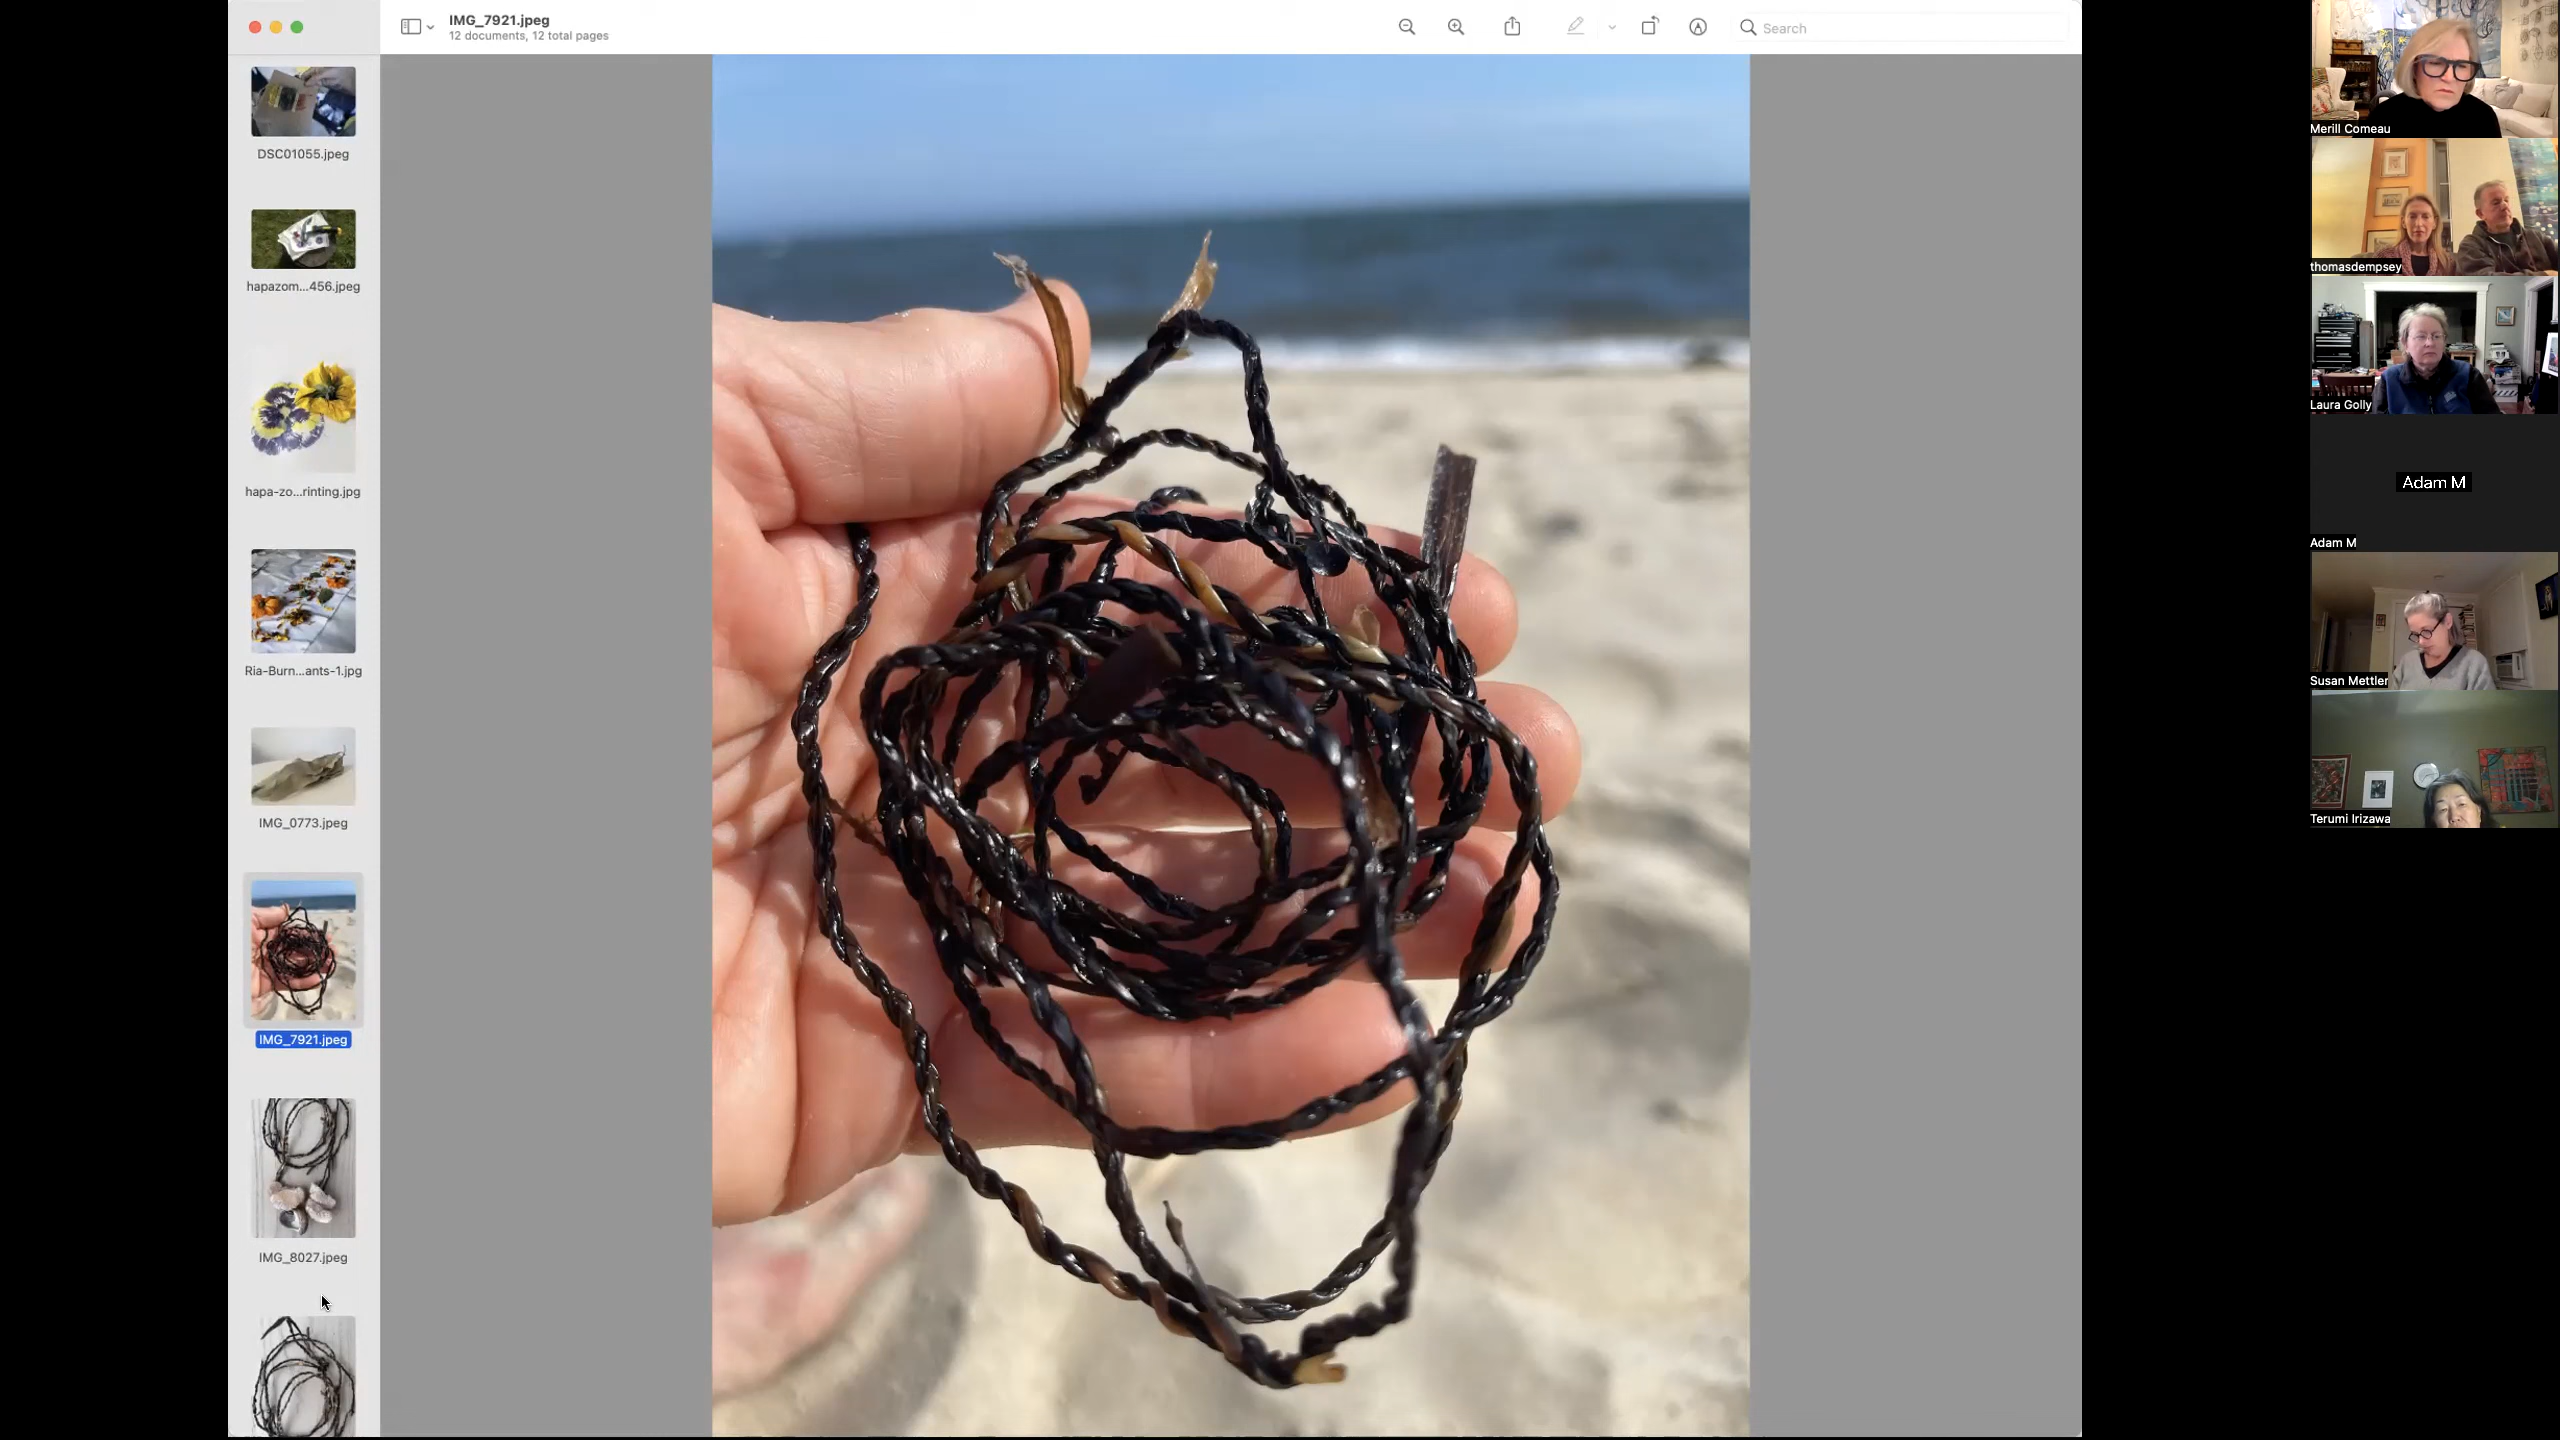 IMG_7921.jpeg
12 documents, 12 total pages
Search
DSC01055.jpeg
hapazom...456.jpeg
hapa-zo...rinting.jpg
Ria-Burn...ants-1.jpg
IMG_0773.jpeg
IMG_7921.jpeg
IMG_8027.jpeg
Merill Comeau
thomasdempsey
Laura Golly
Adam M
Adam M
Susan Mettler
Terumi Irizawa